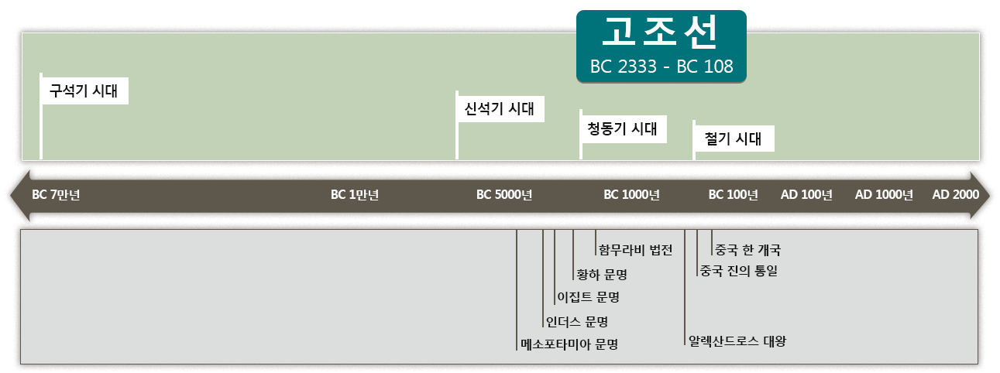 고조선
BC 2333 - BC 108
구석기 시대
신석기 시대
청동기 시대
철기 시대
BC 7만년
BC 1만년
BC 5000년
BC 1000년
BC 100년
AD 100년
AD 1000년
AD 2000
함무라비 법전
중국 한 개국
황하 문명
중국 진의 통일
이집트 문명
인더스 문명
메소포타미아 문명
알렉산드로스 대왕